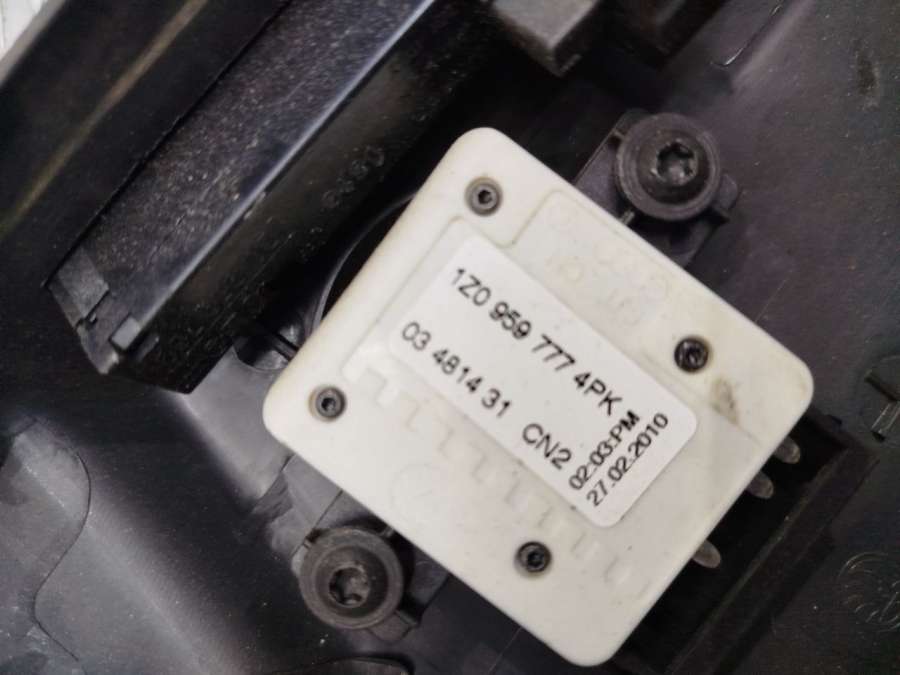 1Z0 959 777 4PK
03 4814 31 CN2
02:03:PM
27.02.2010